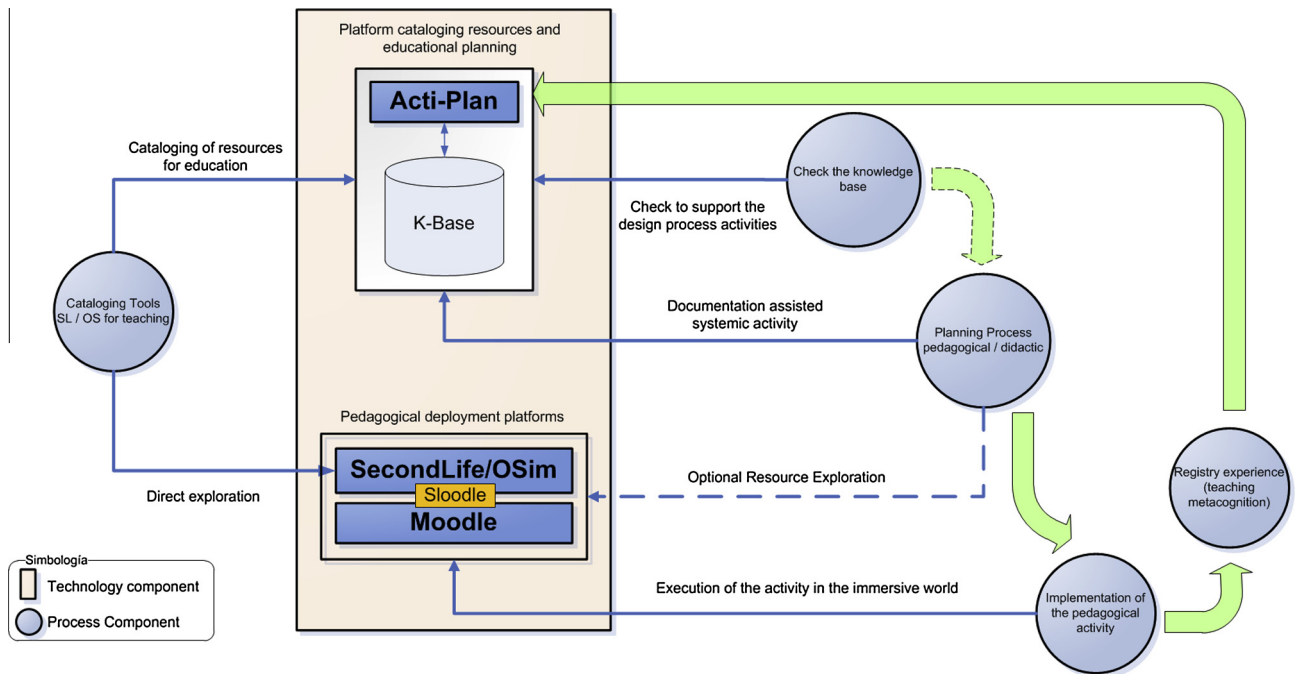 Platform cataloging resources and
educational planning
Acti-Plan
K-Base
Cataloging of resources
for education
Check the knowledge
base
Check to support the
design process activities
Cataloging Tools
SL / OS for teaching
Documentation assisted
systemic activity
Planning Process
pedagogical / didactic
Pedagogical deployment platforms
SecondLife/OSim
Sloodle
Moodle
Direct exploration
Optional Resource Exploration
Registry experience
(teaching
metacognition)
Execution of the activity in the immersive world
Implementation of
the pedagogical
activity
Simbología
Technology component
Process Component